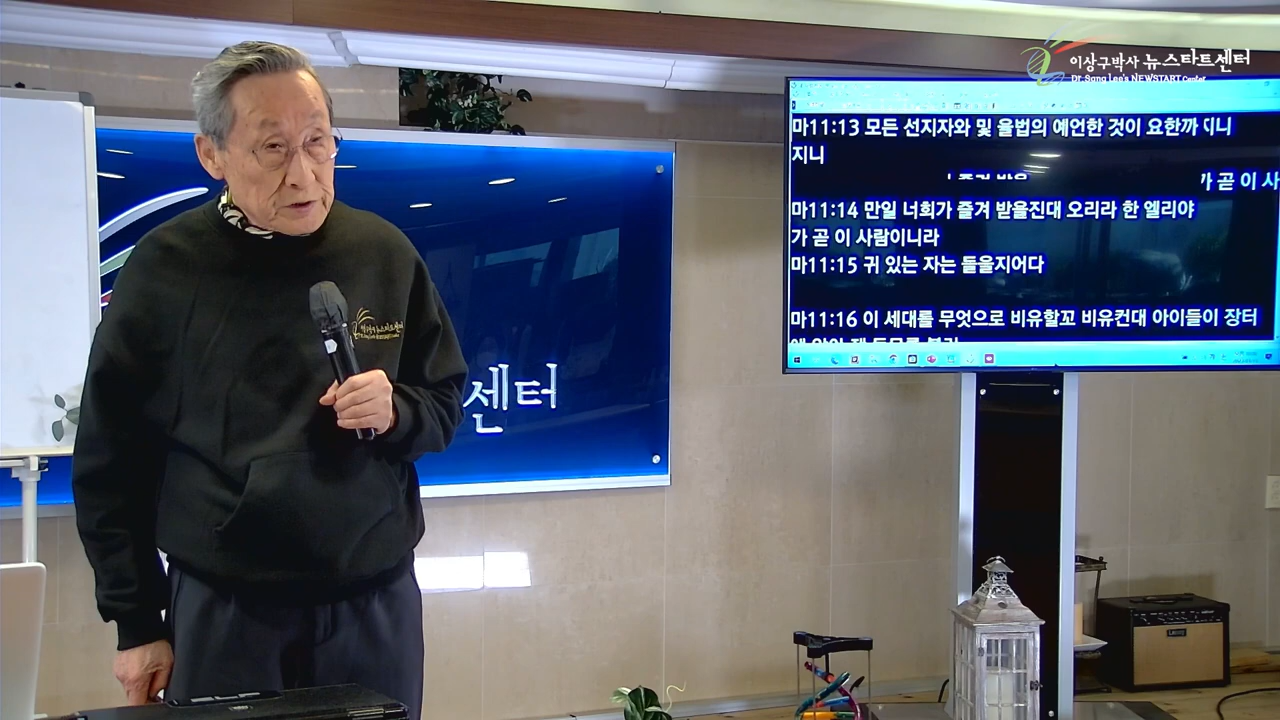 이상구박사 뉴스타트센터
Dr. Sang Lee's NEWSTART Center
마11:13 모든 선지자와 및 율법의 예언한 것이 요한까
지니
가 곧 이 사
마11:14 만일 너희가 즐겨 받을진대 오리라 한 엘리야
가 곧 이 사람이니라
마11:15 귀 있는 자는 들을지어다
마11:16 이 세대를 무엇으로 비유할꼬 비유컨대 아이들이 장터
센터